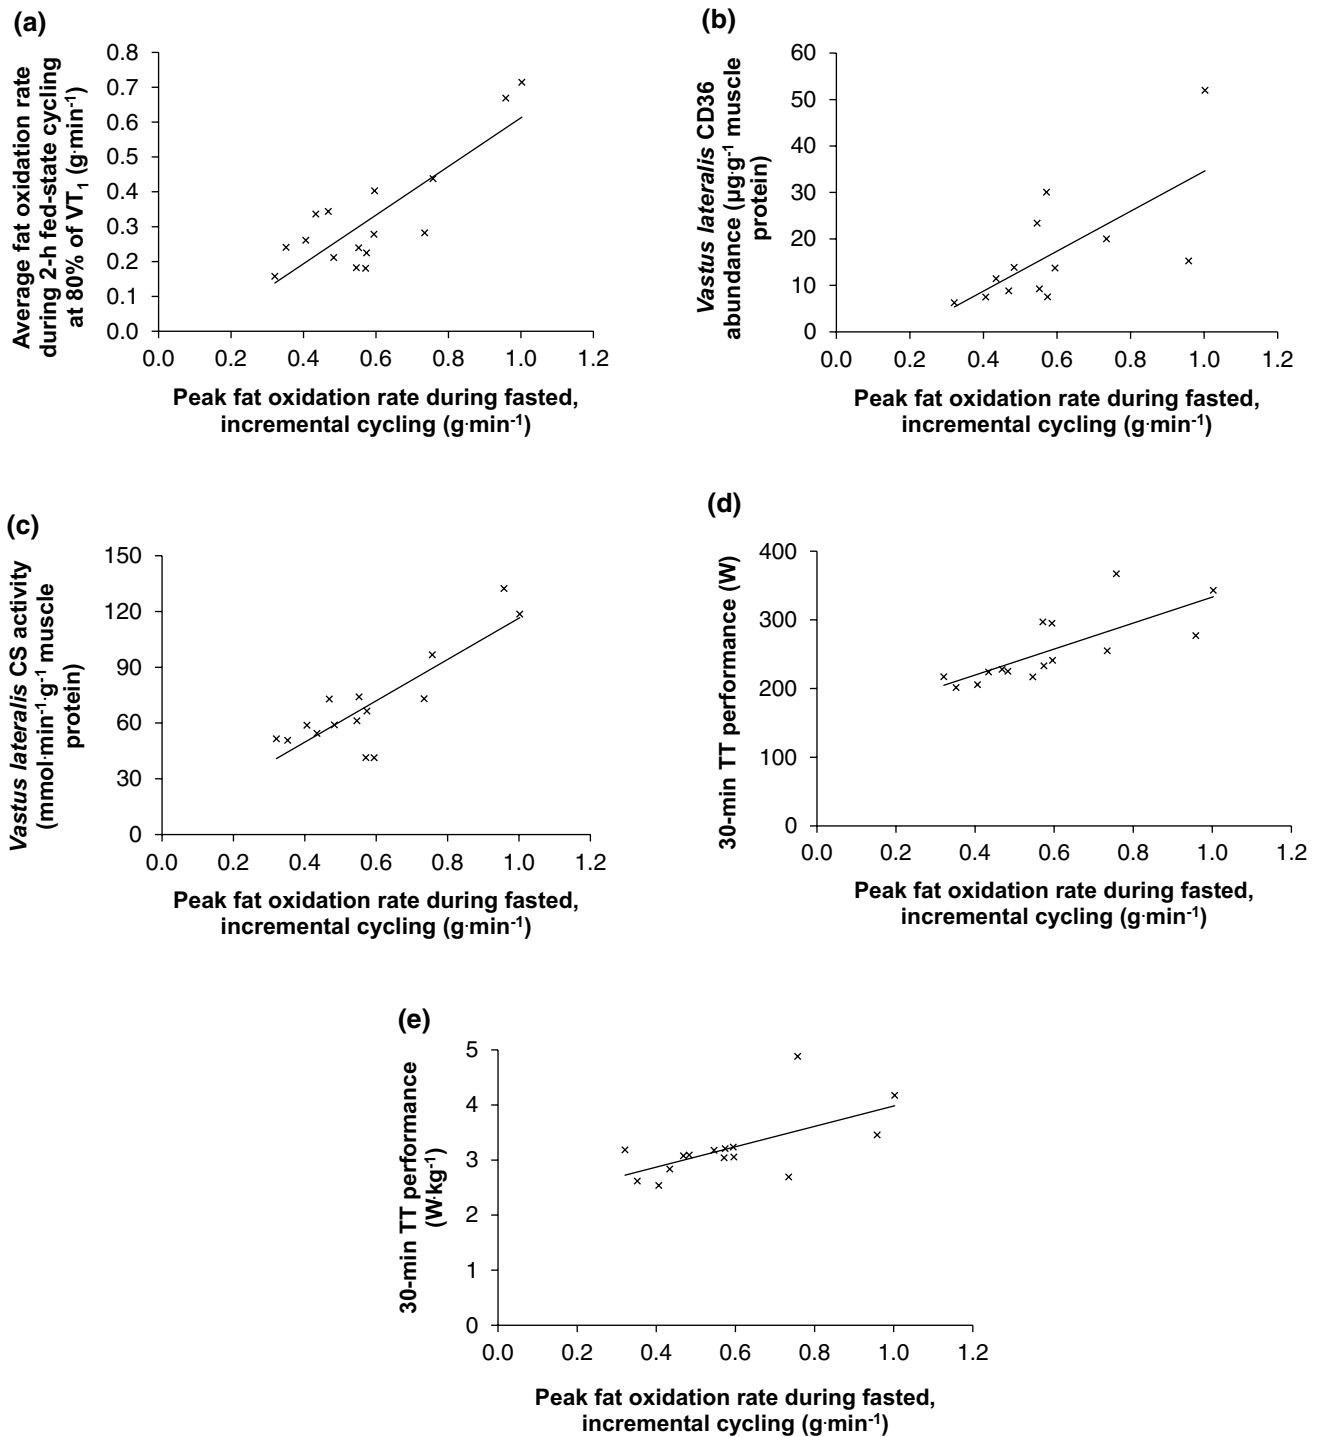 (a)
Average fat oxidation rate
during 2-h fed-state cycling
at 80% of VT₁ (g·min⁻¹)
0.8
0.7
0.6
0.5
0.4
0.3
0.2
0.1
0.0
0.0 0.2 0.4 0.6 0.8 1.0 1.2
Peak fat oxidation rate during fasted,
incremental cycling (g·min⁻¹)
(b)
Vastus lateralis CD36
abundance (µg·g⁻¹ muscle
protein)
60
50
40
30
20
10
0
0.0 0.2 0.4 0.6 0.8 1.0 1.2
Peak fat oxidation rate during fasted,
incremental cycling (g·min⁻¹)
(c)
Vastus lateralis CS activity
(mmol·min⁻¹·g⁻¹ muscle
protein)
150
120
90
60
30
0
0.0 0.2 0.4 0.6 0.8 1.0 1.2
Peak fat oxidation rate during fasted,
incremental cycling (g·min⁻¹)
(d)
30-min TT performance (W)
400
300
200
100
0
0.0 0.2 0.4 0.6 0.8 1.0 1.2
Peak fat oxidation rate during fasted,
incremental cycling (g·min⁻¹)
(e)
30-min TT performance
(W·kg⁻¹)
5
4
3
2
1
0
0.0 0.2 0.4 0.6 0.8 1.0 1.2
Peak fat oxidation rate during fasted,
incremental cycling (g·min⁻¹)